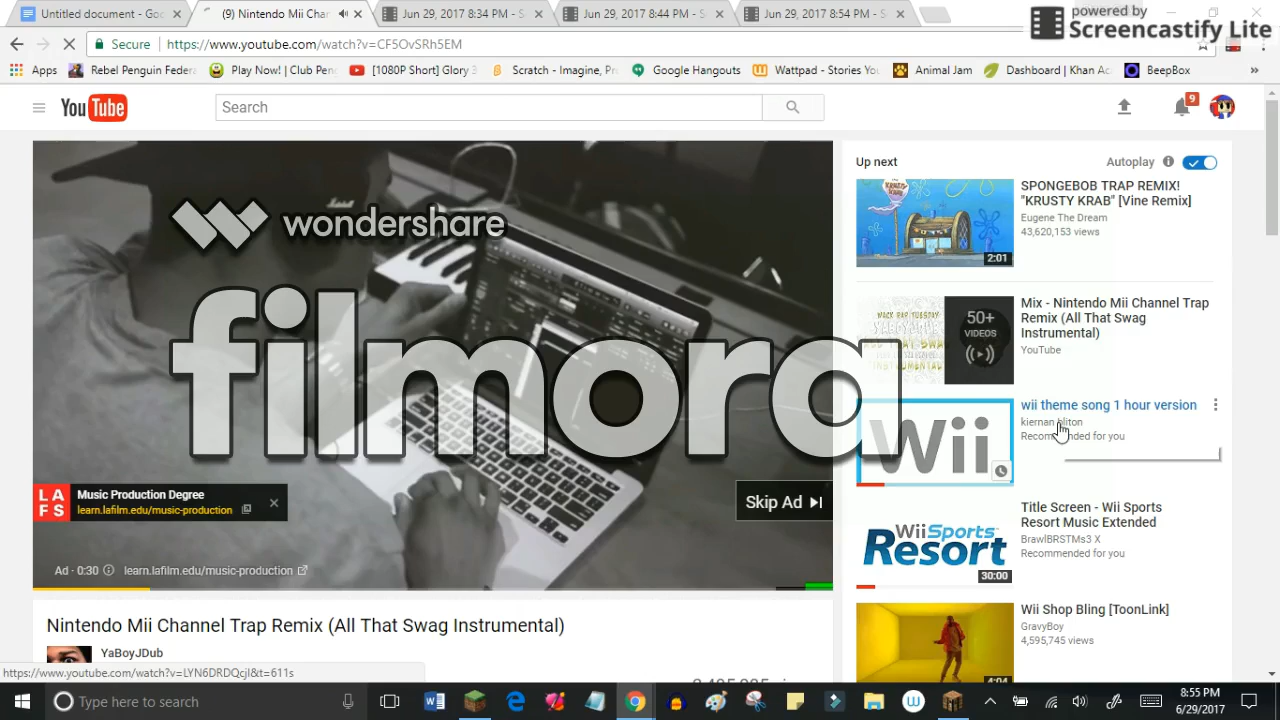 Untitled document - Goo
(9) Nintendo Mii Char
Jun 29, 2017 8:34 PM - S
Jun 29, 2017 8:44 PM - S
Jun 29, 2017 8:54 PM - S
powered by
Screencastify Lite
Secure
https://www.youtube.com/watch?v=CF5OvSRh5EM
Apps
Rebel Penguin Feder
Play Now! | Club Pen
[1080P Show] Glory 3
Scratch - Imagine, Pr
Google Hangouts
Wattpad - Stories You
Animal Jam
Dashboard | Khan Ac
BeepBox
YouTube
Search
9
Up next
Autoplay
SPONGEBOB TRAP REMIX!
"KRUSTY KRAB" [Vine Remix]
Eugene The Dream
43,620,153 views
2:01
wondershare
filmora
Mix - Nintendo Mii Channel Trap
Remix (All That Swag
Instrumental)
YouTube
50+
VIDEOS
wii theme song 1 hour version
kiernan
Recommended for you
Wii
LA
FS
Music Production Degree
learn.lafilm.edu/music-production
Skip Ad
Title Screen - Wii Sports
Resort Music Extended
BrawlBRSTMs3 X
Recommended for you
Wii Sports
Resort
30:00
Ad · 0:30
learn.lafilm.edu/music-production
Wii Shop Bling [ToonLink]
GravyBoy
4,595,745 views
4:04
Nintendo Mii Channel Trap Remix (All That Swag Instrumental)
YaBoyJDub
https://www.youtube.com/watch?v=LYN6DRDQcjI&t=611s
Type here to search
8:55 PM
6/29/2017